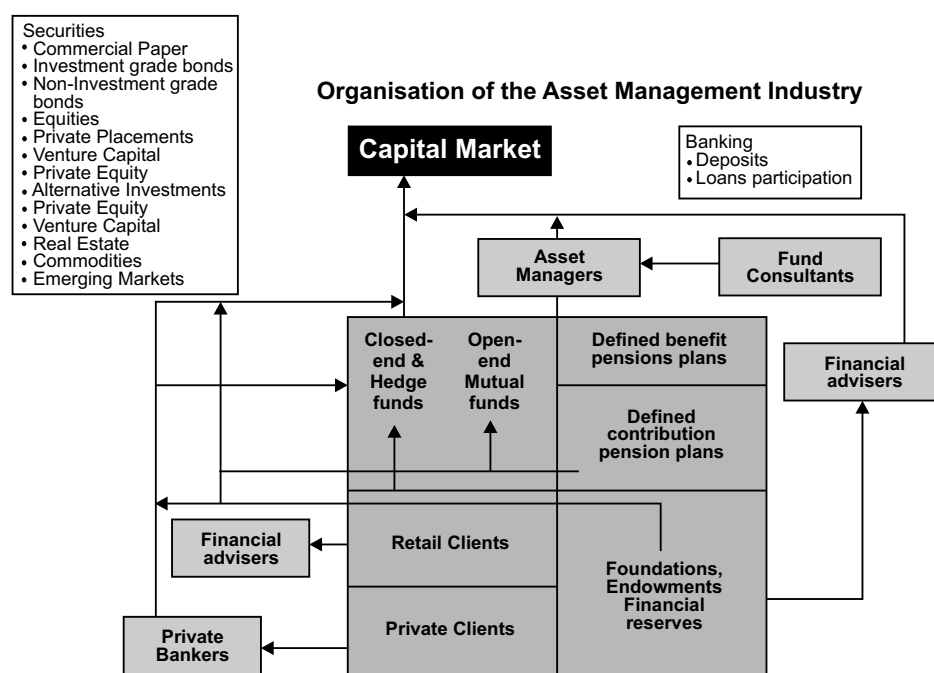 Securities
• Commercial Paper
• Investment grade bonds
• Non-Investment grade
bonds
• Equities
• Private Placements
• Venture Capital
• Private Equity
• Alternative Investments
• Private Equity
• Venture Capital
• Real Estate
• Commodities
• Emerging Markets
Organisation of the Asset Management Industry
Capital Market
Banking
• Deposits
• Loans participation
Asset
Managers
Fund
Consultants
Closed-
end &
Hedge
funds
Open-
end
Mutual
funds
Defined benefit
pensions plans
Financial
advisers
Defined
contribution
pension plans
Financial
advisers
Retail Clients
Foundations,
Endowments
Financial
reserves
Private
Bankers
Private Clients